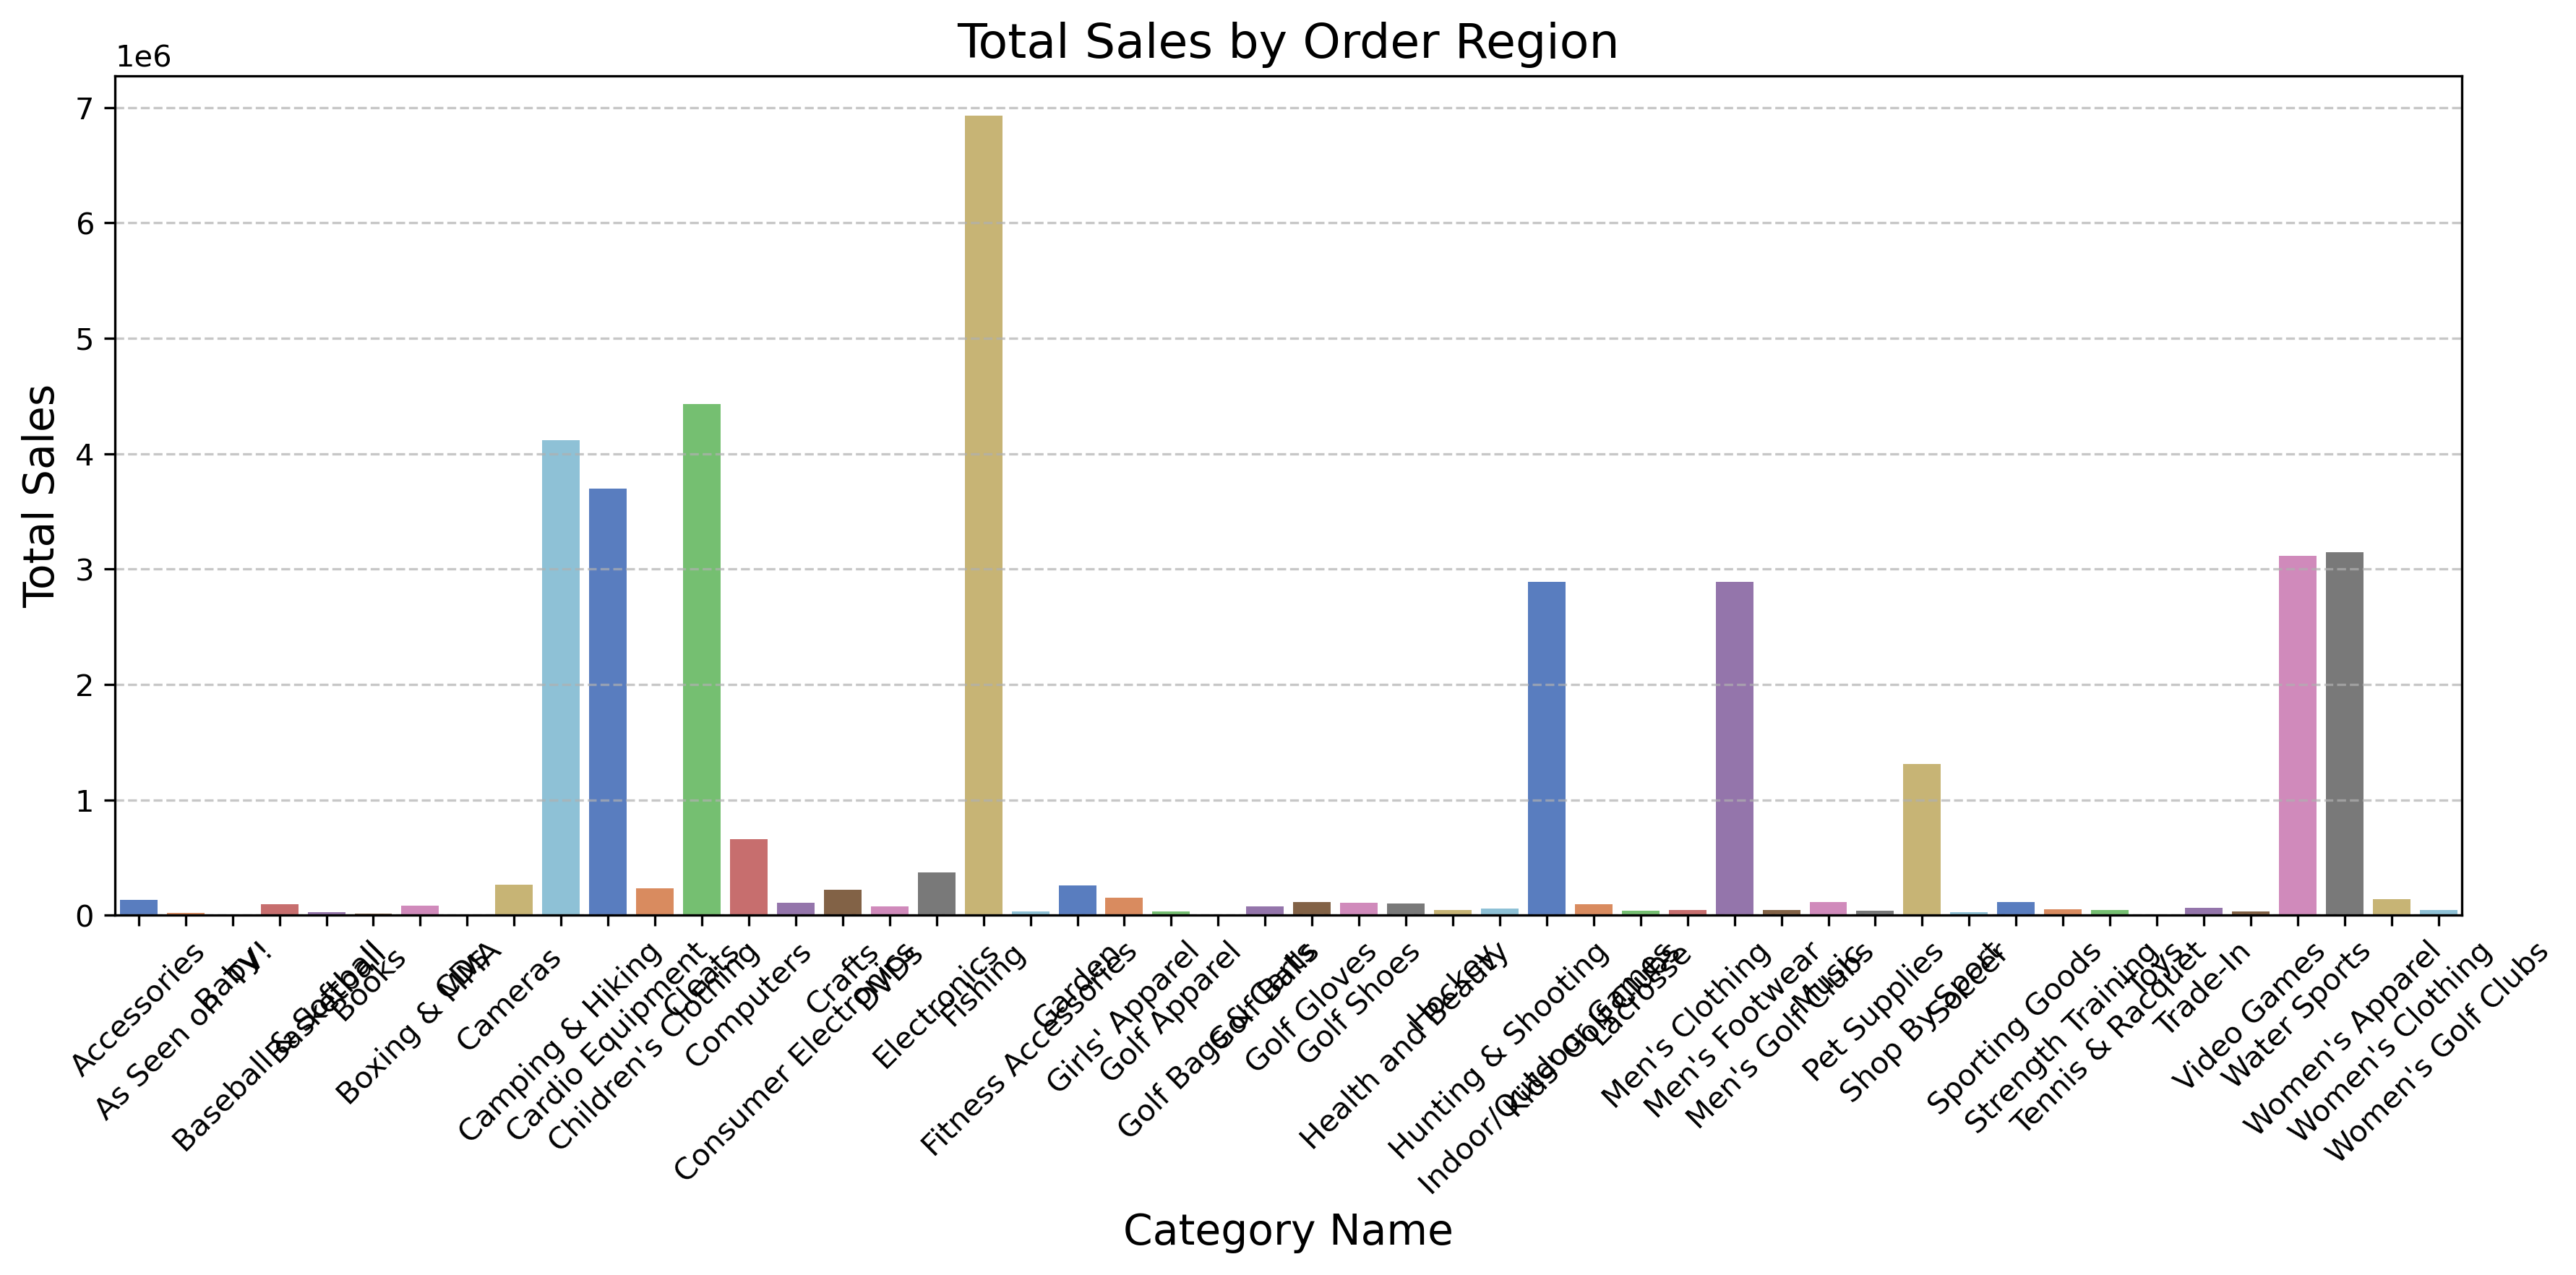 Total Sales by Order Region
1e6
7
6
5
4
3
2
1
0
Total Sales
Accessories
As Seen on TV!
Baby
Baseball & Softball
Basketball
Books
Boxing & MMA
CDs
Cameras
Camping & Hiking
Cardio Equipment
Children's Clothing
Cleats
Computers
Consumer Electronics
Crafts
DVDs
Electronics
Fishing
Fitness Accessories
Garden
Girls' Apparel
Golf Apparel
Golf Bags & Carts
Golf Balls
Golf Gloves
Golf Shoes
Health and Beauty
Hockey
Hunting & Shooting
Indoor/Outdoor Games
Kids' Golf Clubs
Lacrosse
Men's Clothing
Men's Footwear
Men's Golf Clubs
Music
Pet Supplies
Shop By Sport
Soccer
Sporting Goods
Strength Training
Tennis & Racquet
Toys
Trade-In
Video Games
Water Sports
Women's Apparel
Women's Clothing
Women's Golf Clubs
Category Name